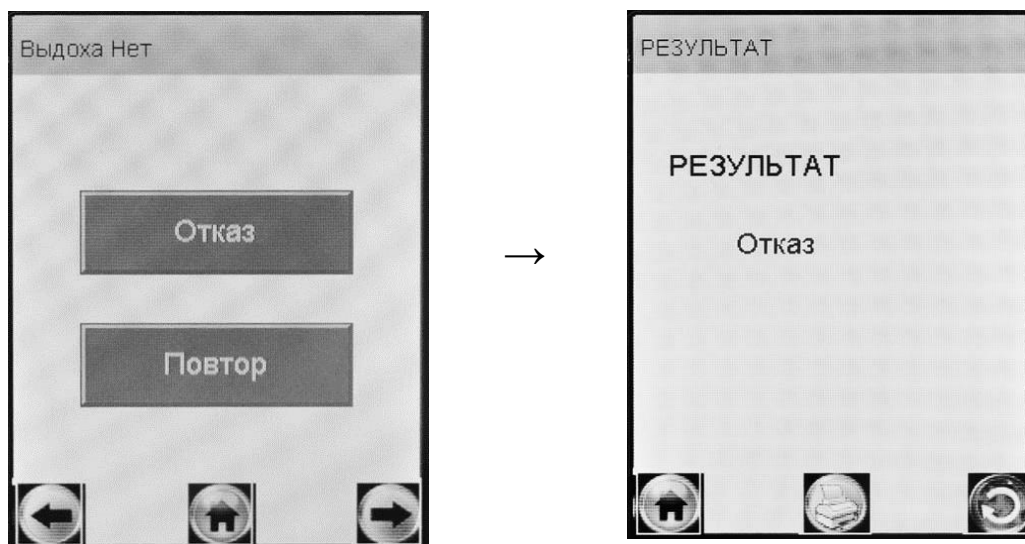 Выдоха Нет
Отказ
Повтор
→
РЕЗУЛЬТАТ
РЕЗУЛЬТАТ
Отказ